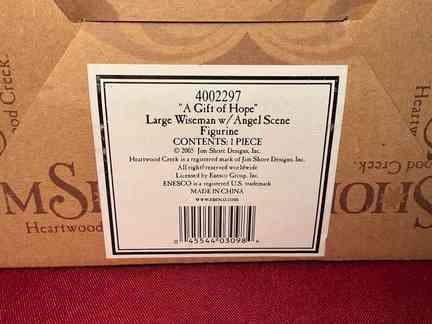 4002297
"A Gift of Hope"
Large Wiseman w/Angel Scene
Figurine
CONTENTS: 1 PIECE
© 2005 Jim Shore Designs, Inc.
Heartwood Creek is a registered mark of Jim Shore Designs, Inc.
All rights reserved worldwide
Licensed by Enesco Group, Inc.
ENESCO is a registered U.S. trademark
MADE IN CHINA
www.enesco.com
0 45544 03098 4
Heartwood
Creek.
Heartw
Creek.